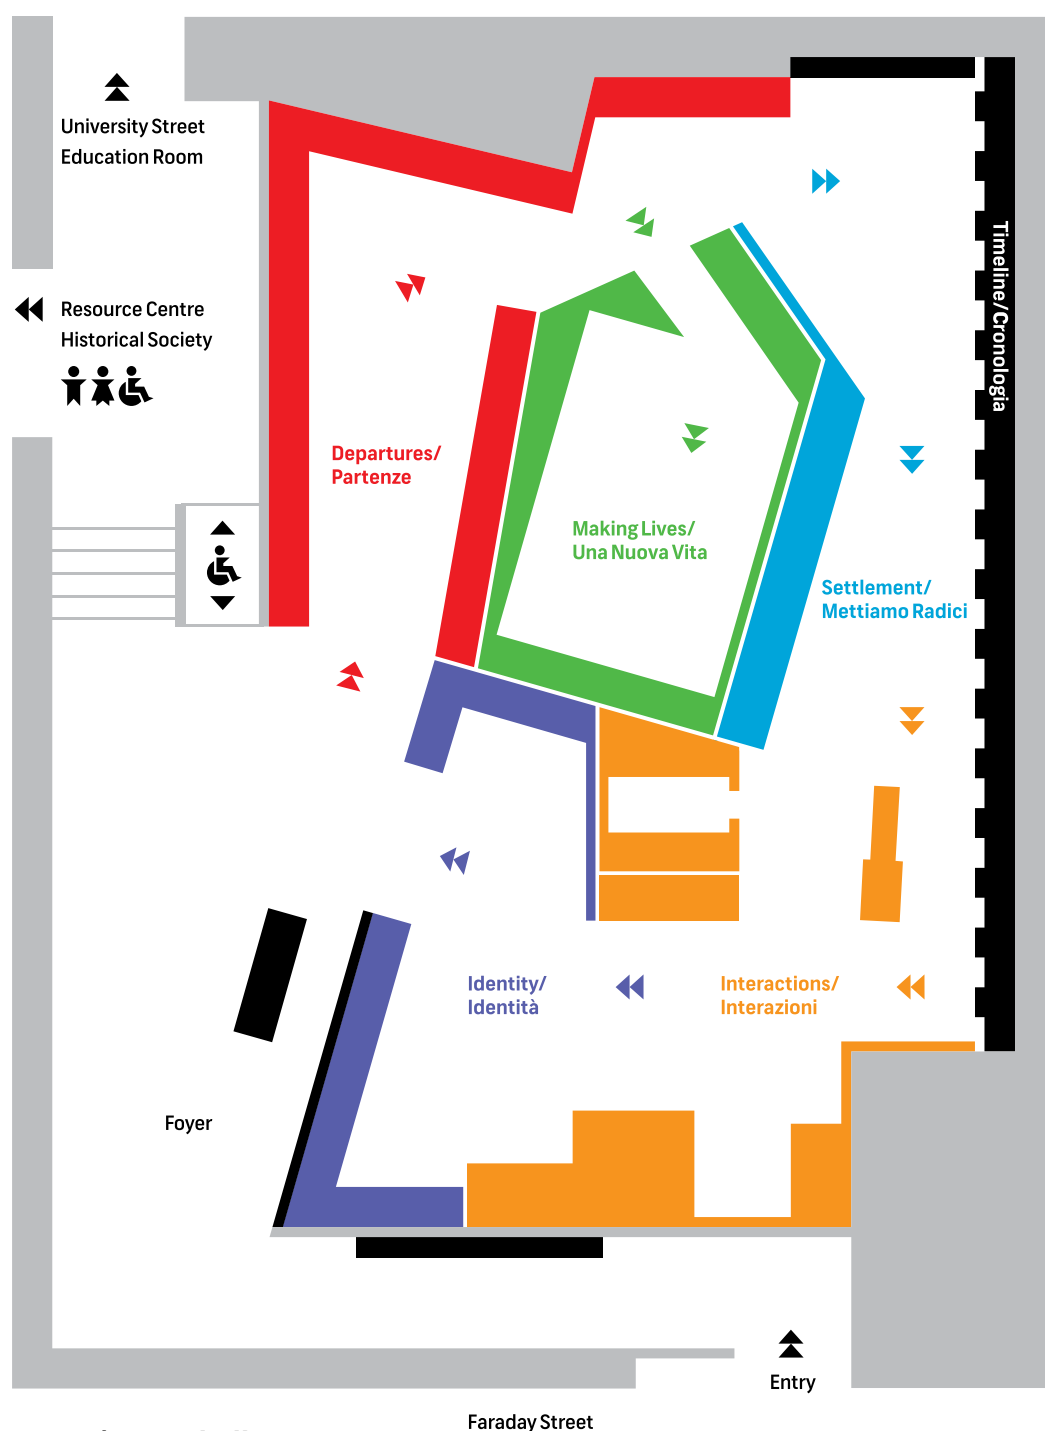 University Street
Education Room
Resource Centre
Historical Society
Timeline/Cronologia
Departures/
Partenze
Making Lives/
Una Nuova Vita
Settlement/
Mettiamo Radici
Identity/
Identità
Interactions/
Interazioni
Foyer
Entry
Faraday Street